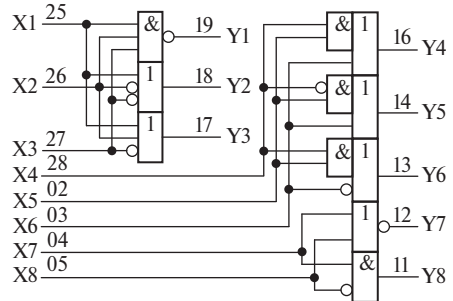 X1 25 & 19 Y1
X2 26 1 18 Y2
X3 27 1 17 Y3
X4 28
X5 02
X6 03
X7 04
X8 05
& 1 16 Y4
& 1 14 Y5
& 1 13 Y6
1 12 Y7
& 11 Y8